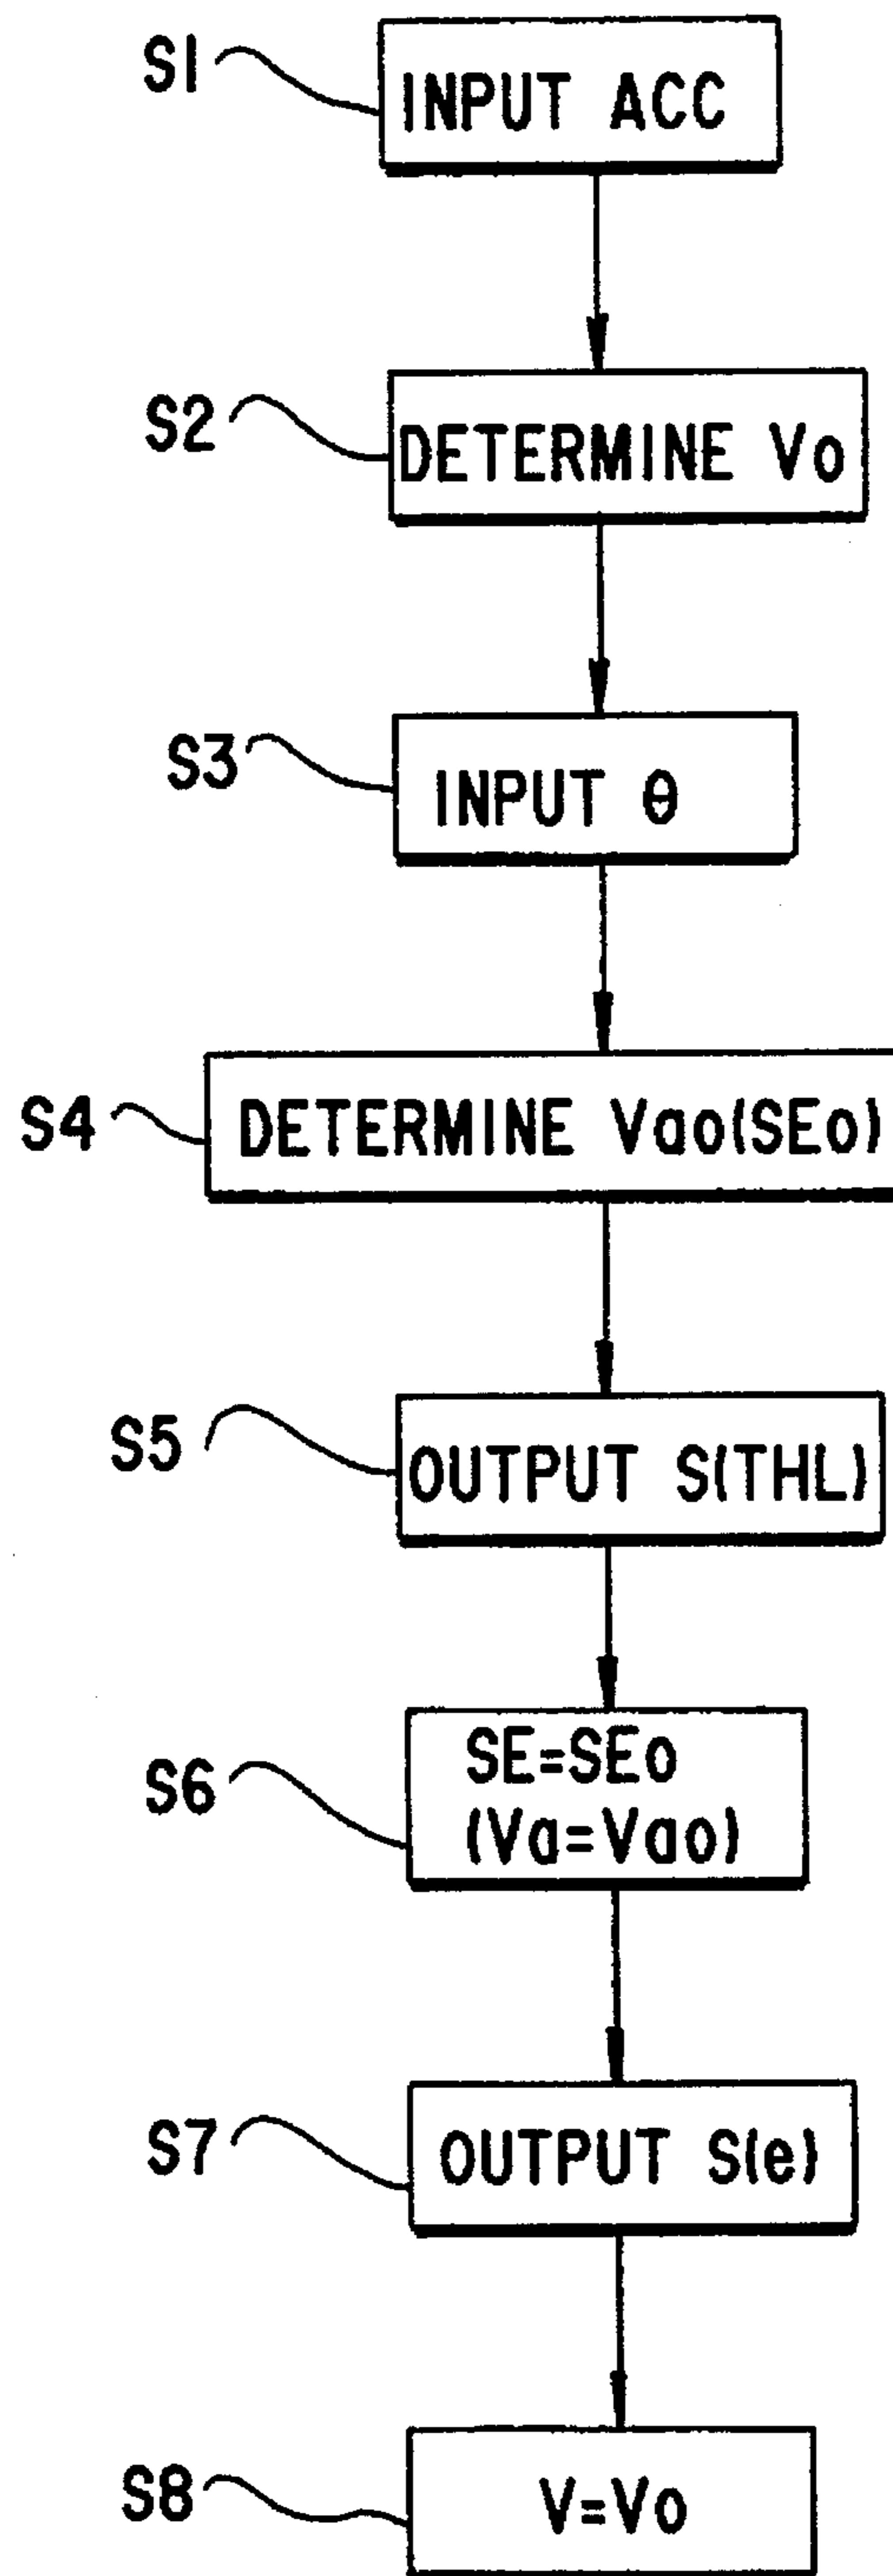 S1
INPUT ACC
S2
DETERMINE Vo
S3
INPUT θ
S4
DETERMINE Vao(SEo)
S5
OUTPUT S(THL)
S6
SE=SEo
(Va=Vao)
S7
OUTPUT S(e)
S8
V=Vo